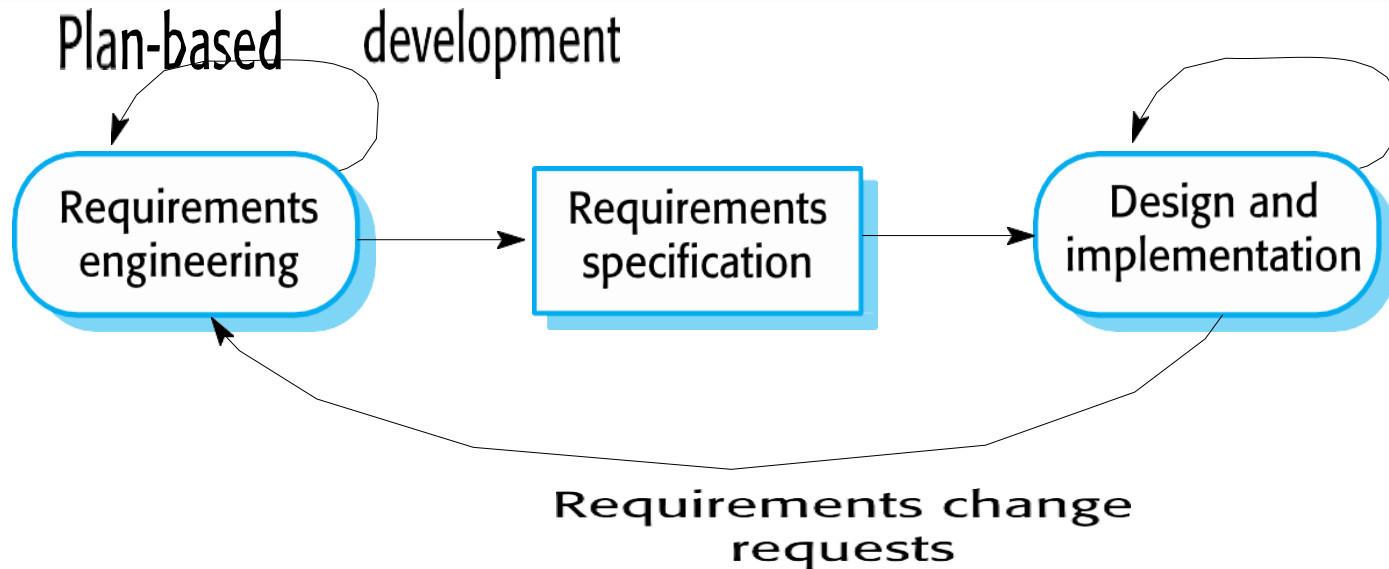 Plan-based development
Requirements
engineering
Requirements
specification
Design and
implementation
Requirements change
requests